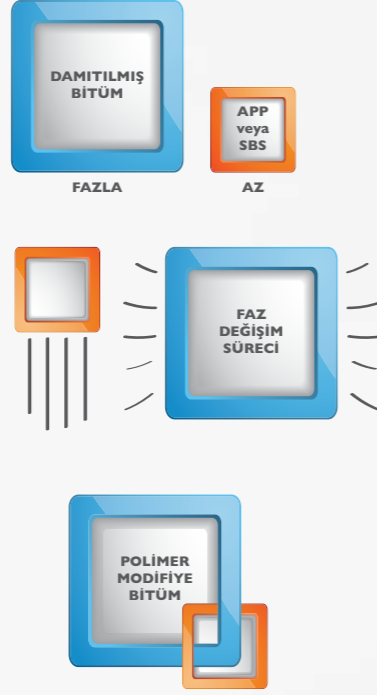 DAMITILMIŞ
BİTÜM
APP
veya
SBS
FAZLA
AZ
FAZ
DEĞİŞİM
SÜRECİ
POLİMER
MODİFİYE
BİTÜM